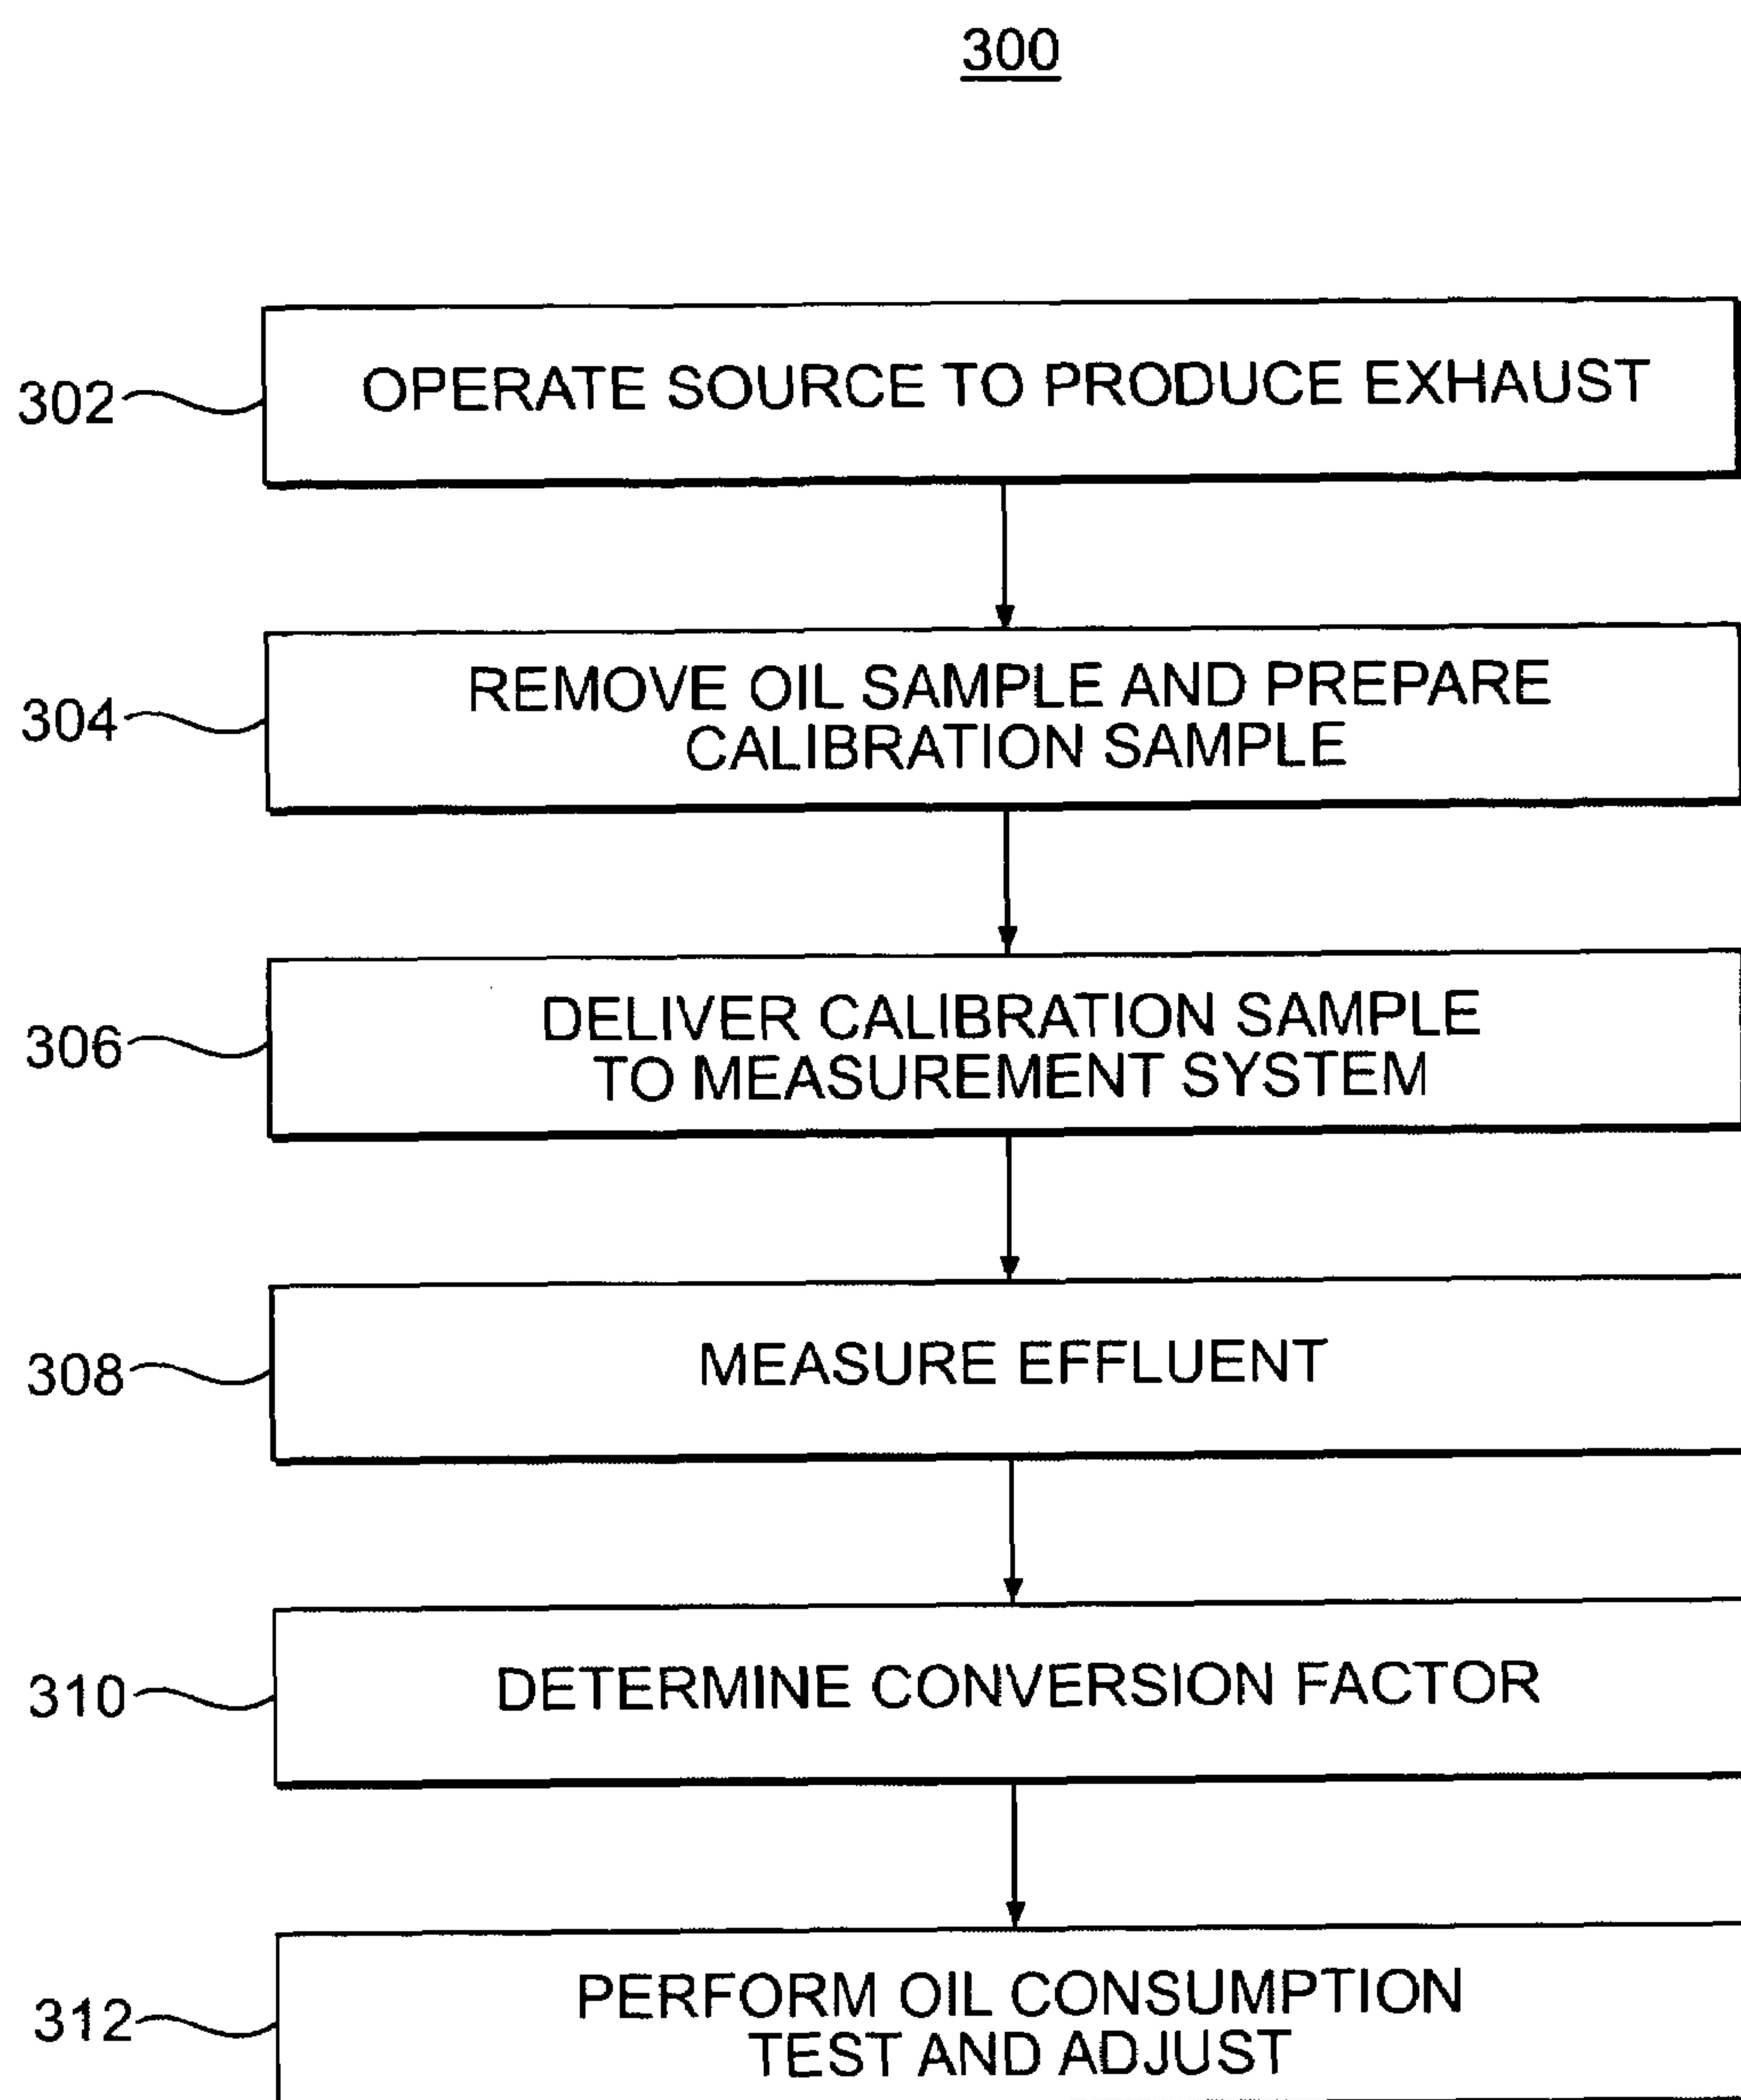 300
302
OPERATE SOURCE TO PRODUCE EXHAUST
304
REMOVE OIL SAMPLE AND PREPARE
CALIBRATION SAMPLE
306
DELIVER CALIBRATION SAMPLE
TO MEASUREMENT SYSTEM
308
MEASURE EFFLUENT
310
DETERMINE CONVERSION FACTOR
312
PERFORM OIL CONSUMPTION
TEST AND ADJUST